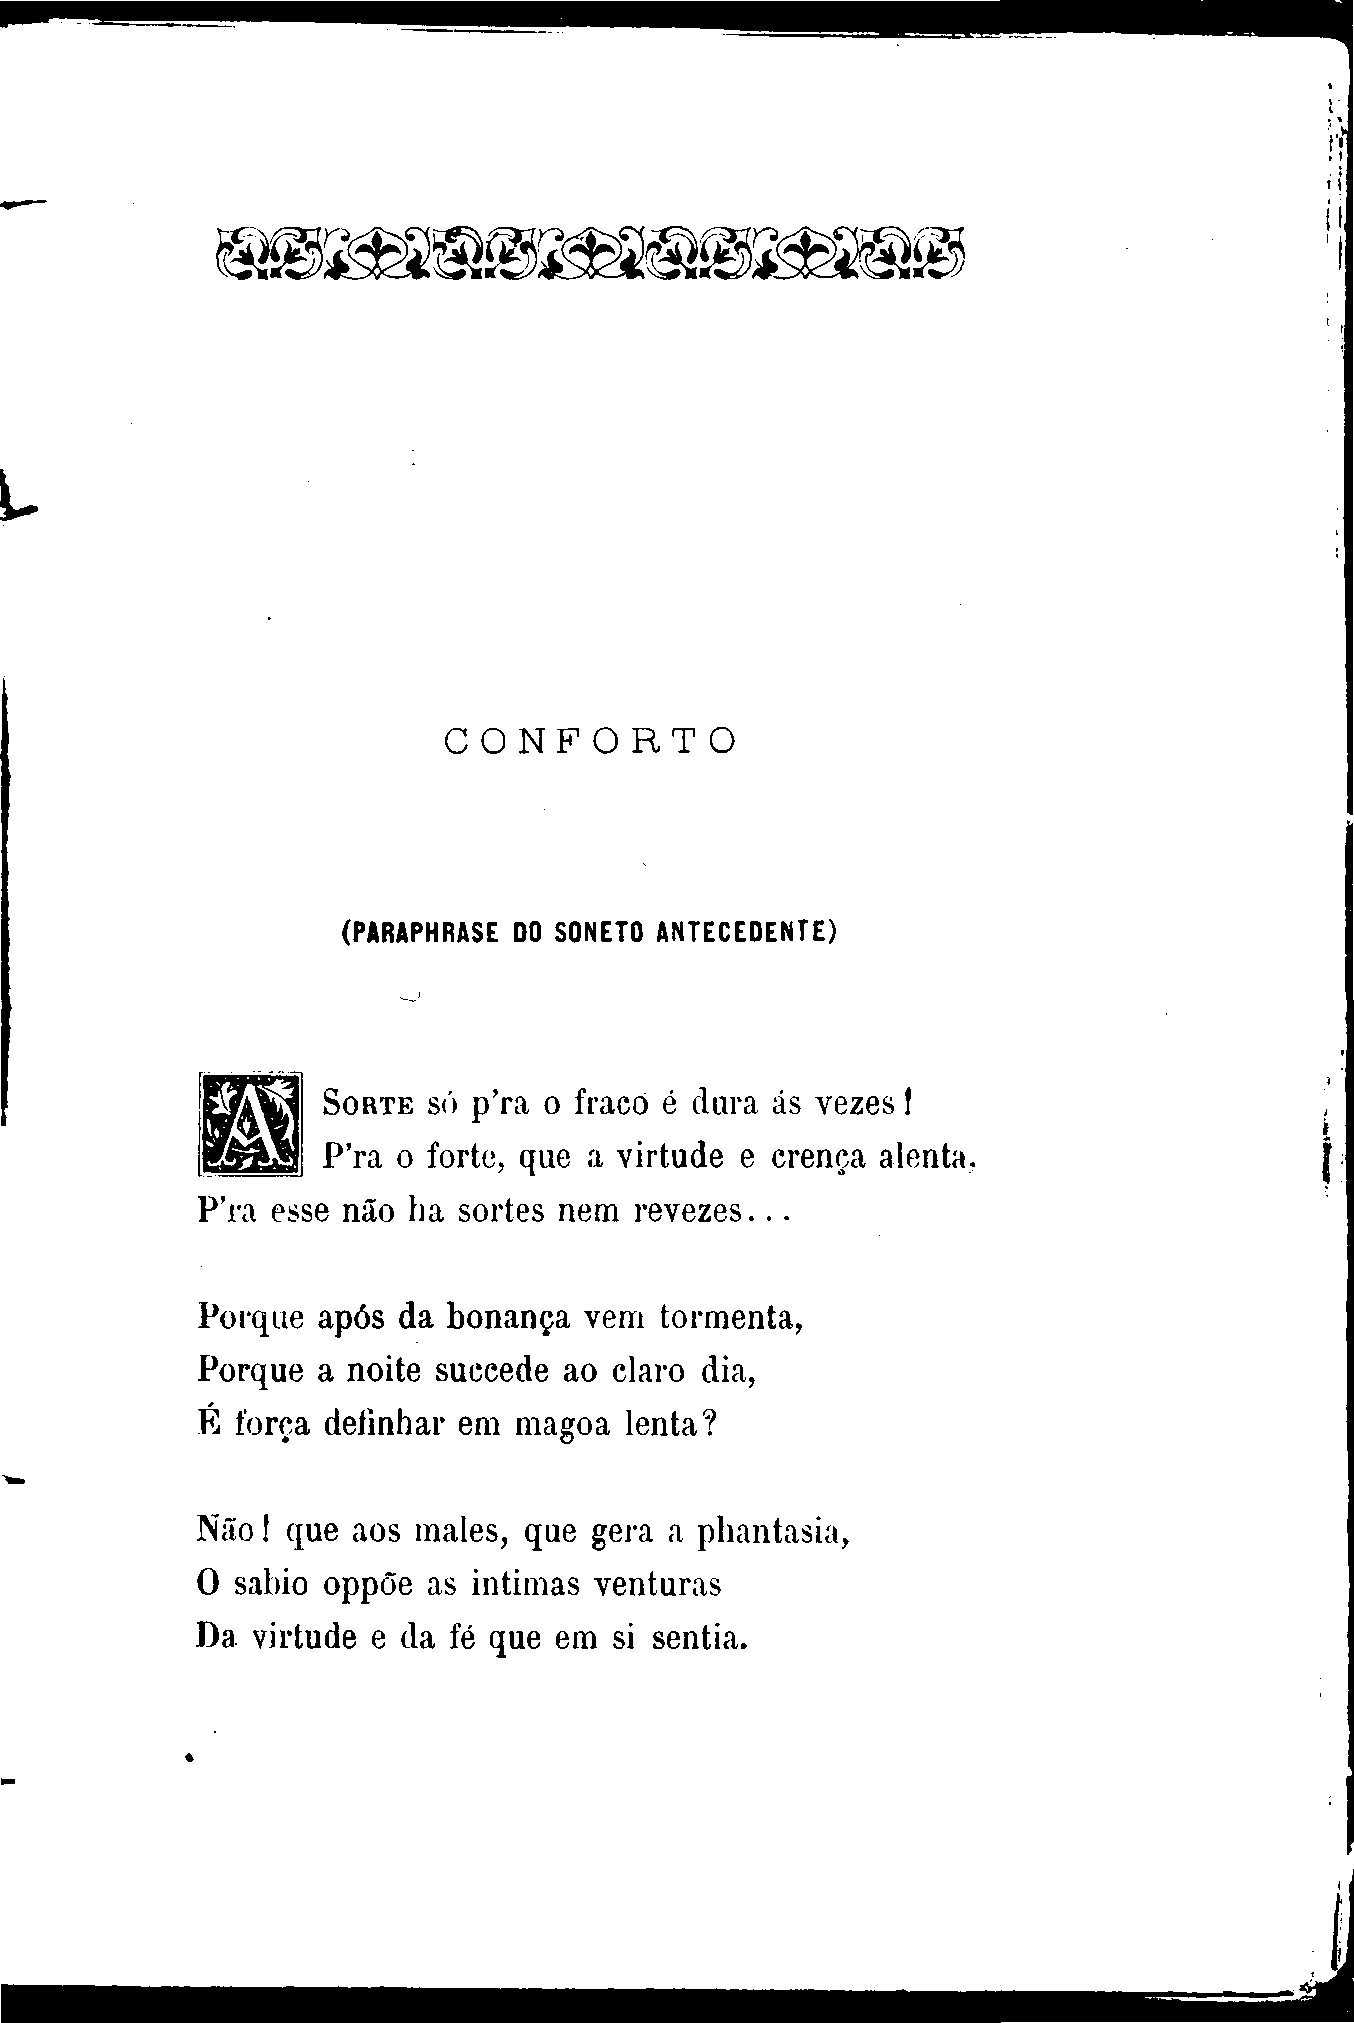 CONFORTO
(PARAPHRASE DO SONETO ANTECEDENTE)
A SORTE só p'ra o fraco é dura ás vezes!
P'ra o forte, que a virtude e crença alenta,
P'ra esse não ha sortes nem revezes...
Porque após da bonança vem tormenta,
Porque a noite succede ao claro dia,
É força definhar em magoa lenta?
Não! que aos males, que gera a phantasia,
O sabio oppõe as intimas venturas
Da virtude e da fé que em si sentia.